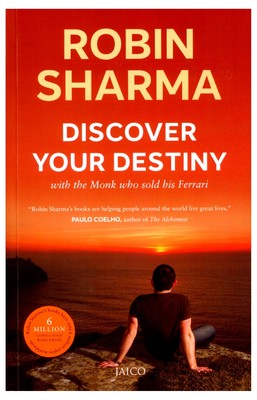 ROBIN
SHARMA
DISCOVER
YOUR DESTINY
with the Monk who sold his Ferrari
"Robin Sharma's books are helping people around the world live great lives."
PAULO COELHO, author of The Alchemist
6
MILLION
JAICO